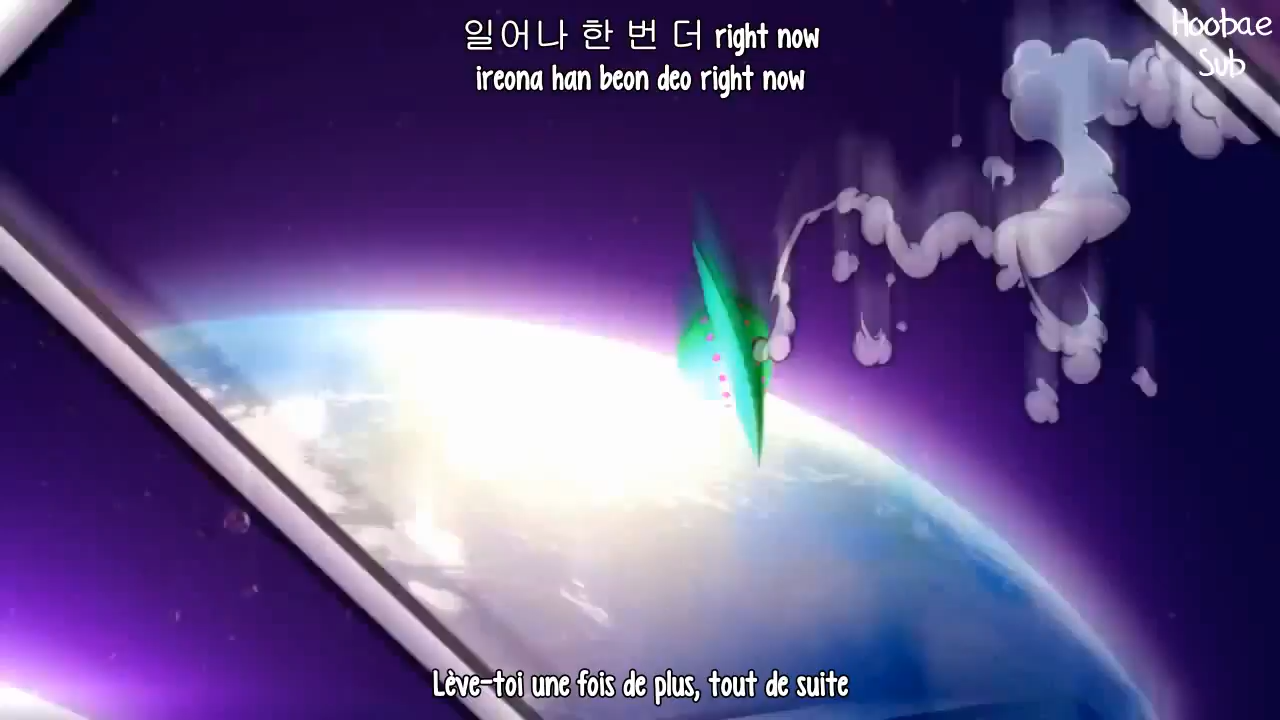 일어나 한 번 더 right now
ireona han beon deo right now
Hoobae
Sub
Lève-toi une fois de plus, tout de suite